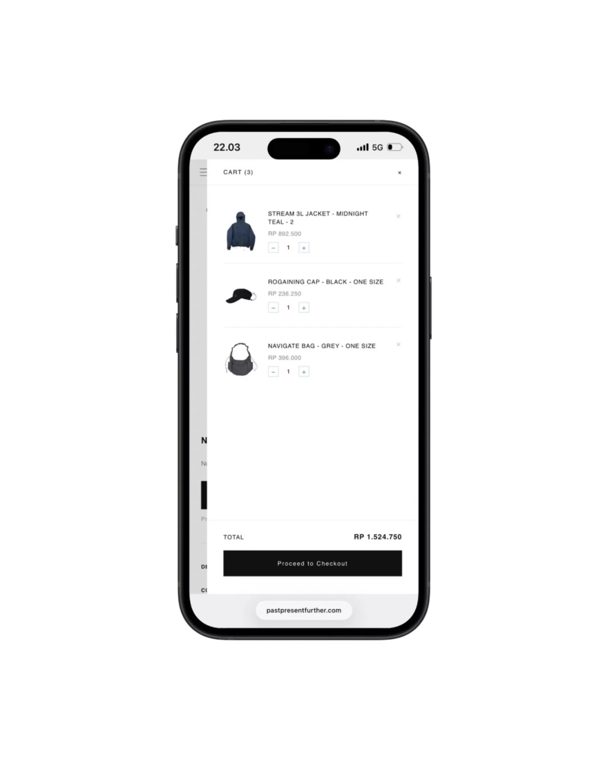 22.03 5G
CART (3) ×
STREAM 3L JACKET - MIDNIGHT ×
TEAL - 2
RP 892.500
− 1 +
ROGAINING CAP - BLACK - ONE SIZE ×
RP 236.250
− 1 +
NAVIGATE BAG - GREY - ONE SIZE ×
RP 396.000
− 1 +
TOTAL RP 1.524.750
Proceed to Checkout
pastpresentfurther.com